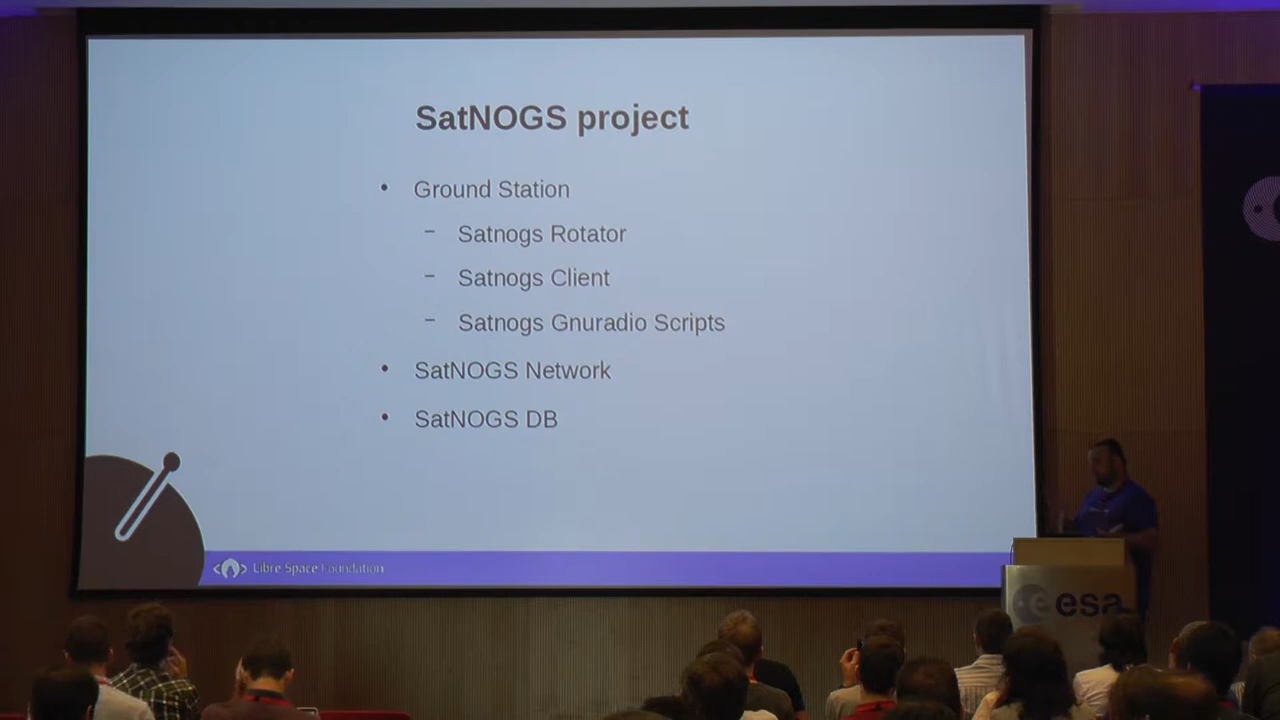 SatNOGS project
• Ground Station
– Satnogs Rotator
– Satnogs Client
– Satnogs Gnuradio Scripts
• SatNOGS Network
• SatNOGS DB
Libre Space Foundation
esa